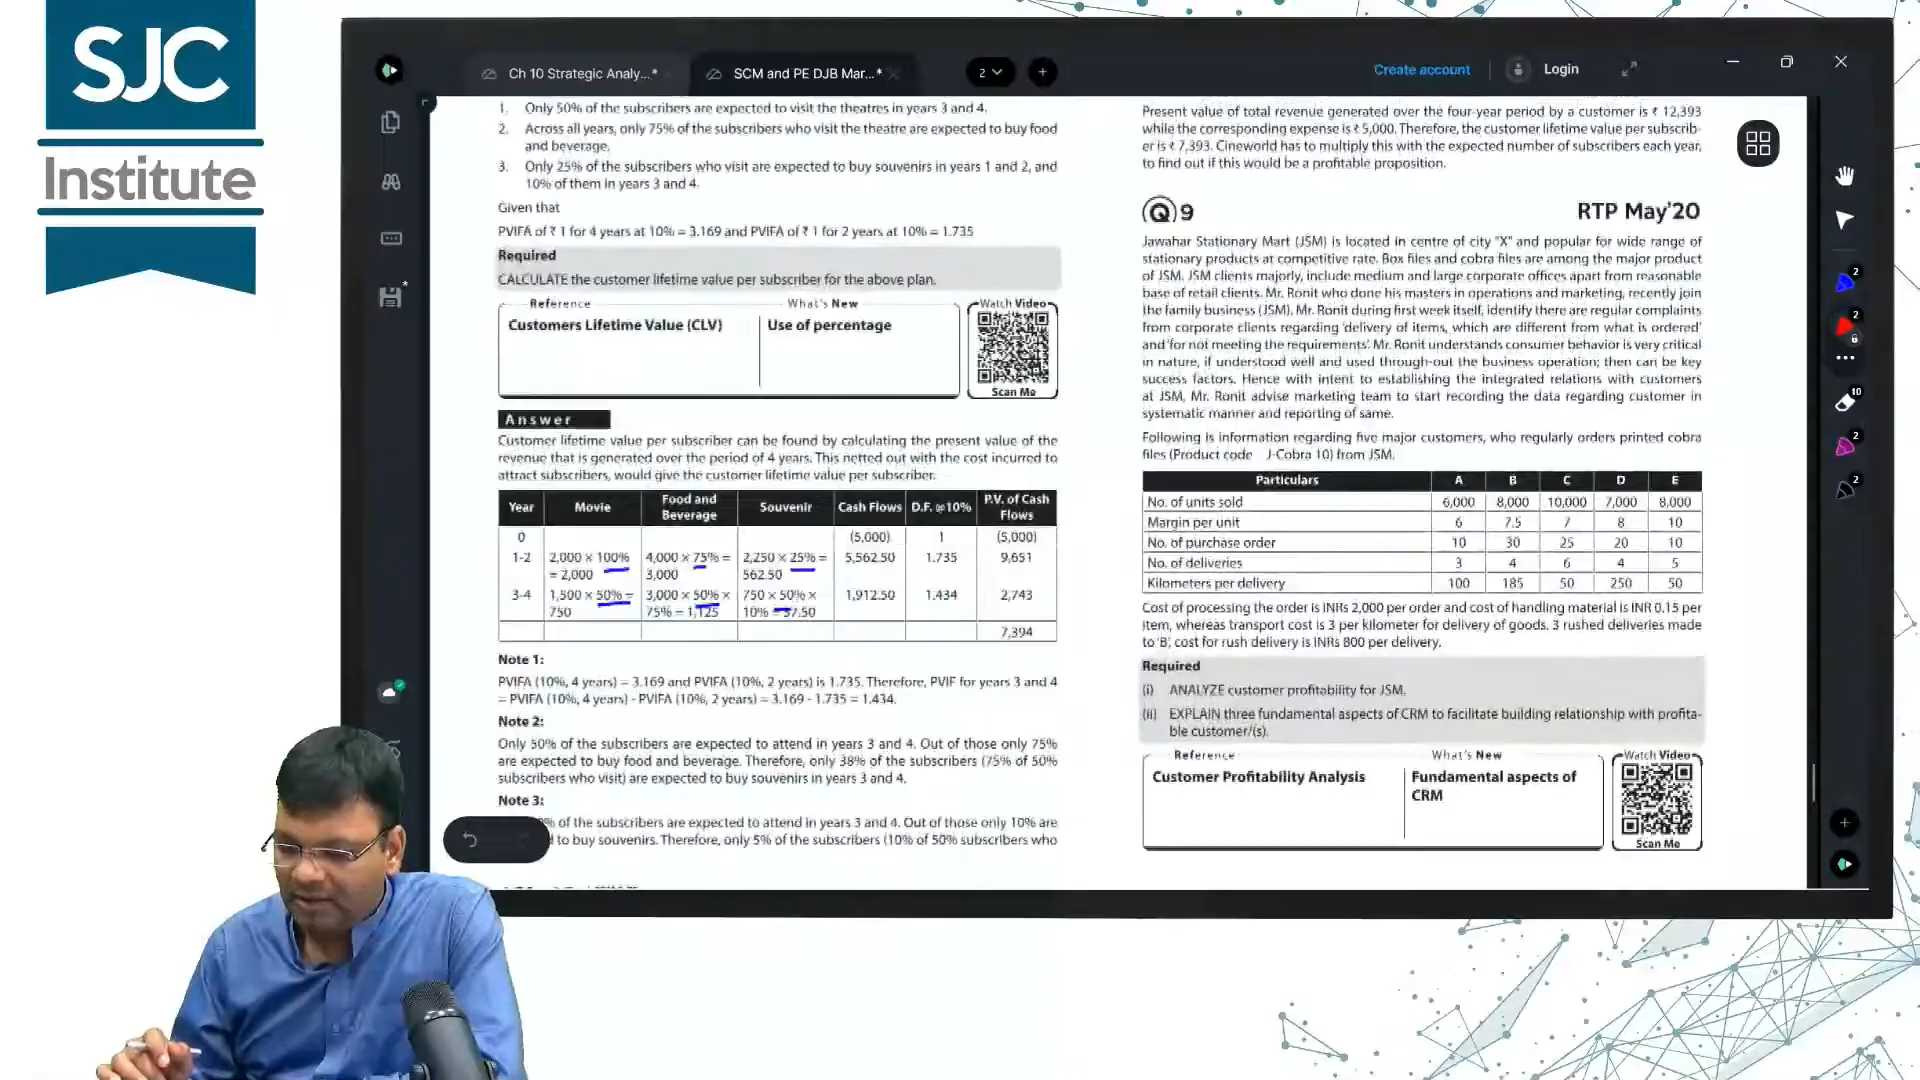 SJC
Institute
Ch 10 Strategic Analy...*
SCM and PE DJB Mar...*
2
Create account
Login
1. Only 50% of the subscribers are expected to visit the theatres in years 3 and 4.
2. Across all years, only 75% of the subscribers who visit the theatre are expected to buy food
and beverage.
3. Only 25% of the subscribers who visit are expected to buy souvenirs in years 1 and 2, and
10% of them in years 3 and 4.
Given that
PVIFA of ₹ 1 for 4 years at 10% = 3.169 and PVIFA of ₹ 1 for 2 years at 10% = 1.735
Required
CALCULATE the customer lifetime value per subscriber for the above plan.
Reference What's New Watch Video
Customers Lifetime Value (CLV) Use of percentage
Scan Me
Answer
Customer lifetime value per subscriber can be found by calculating the present value of the
revenue that is generated over the period of 4 years. This netted out with the cost incurred to
attract subscribers, would give the customer lifetime value per subscriber.
Year Movie Food and Beverage Souvenir Cash Flows D.F. @10% P.V. of Cash Flows
0 (5,000) 1 (5,000)
1-2 2,000 × 100% = 2,000 4,000 × 75% = 3,000 2,250 × 25% = 562.50 5,562.50 1.735 9,651
3-4 1,500 × 50% = 750 3,000 × 50% × 75% = 1,125 750 × 50% × 10% = 37.50 1,912.50 1.434 2,743
7,394
Note 1:
PVIFA (10%, 4 years) = 3.169 and PVIFA (10%, 2 years) is 1.735. Therefore, PVIF for years 3 and 4
= PVIFA (10%, 4 years) - PVIFA (10%, 2 years) = 3.169 - 1.735 = 1.434.
Note 2:
Only 50% of the subscribers are expected to attend in years 3 and 4. Out of those only 75%
are expected to buy food and beverage. Therefore, only 38% of the subscribers (75% of 50%
subscribers who visit) are expected to buy souvenirs in years 3 and 4.
Note 3:
% of the subscribers are expected to attend in years 3 and 4. Out of those only 10% are
to buy souvenirs. Therefore, only 5% of the subscribers (10% of 50% subscribers who
Present value of total revenue generated over the four-year period by a customer is ₹ 12,393
while the corresponding expense is ₹ 5,000. Therefore, the customer lifetime value per subscrib-
er is ₹ 7,393. Cineworld has to multiply this with the expected number of subscribers each year,
to find out if this would be a profitable proposition.
Q 9 RTP May'20
Jawahar Stationary Mart (JSM) is located in centre of city "X" and popular for wide range of
stationary products at competitive rate. Box files and cobra files are among the major product
of JSM. JSM clients majorly, include medium and large corporate offices apart from reasonable
base of retail clients. Mr. Ronit who done his masters in operations and marketing, recently join
the family business (JSM). Mr. Ronit during first week itself, identify there are regular complaints
from corporate clients regarding 'delivery of items, which are different from what is ordered'
and 'for not meeting the requirements'. Mr. Ronit understands consumer behavior is very critical
in nature, if understood well and used through-out the business operation; then can be key
success factors. Hence with intent to establishing the integrated relations with customers
at JSM, Mr. Ronit advise marketing team to start recording the data regarding customer in
systematic manner and reporting of same.
Following is information regarding five major customers, who regularly orders printed cobra
files (Product code J-Cobra 10) from JSM.
Particulars A B C D E
No. of units sold 6,000 8,000 10,000 7,000 8,000
Margin per unit 6 7.5 7 8 10
No. of purchase order 10 30 25 20 10
No. of deliveries 3 4 6 4 5
Kilometers per delivery 100 185 50 250 50
Cost of processing the order is INRs 2,000 per order and cost of handling material is INR 0.15 per
item, whereas transport cost is 3 per kilometer for delivery of goods. 3 rushed deliveries made
to 'B', cost for rush delivery is INRs 800 per delivery.
Required
(i) ANALYZE customer profitability for JSM.
(ii) EXPLAIN three fundamental aspects of CRM to facilitate building relationship with profita-
ble customer/(s).
Reference What's New Watch Video
Customer Profitability Analysis Fundamental aspects of
CRM
Scan Me
2
2
10
2
2